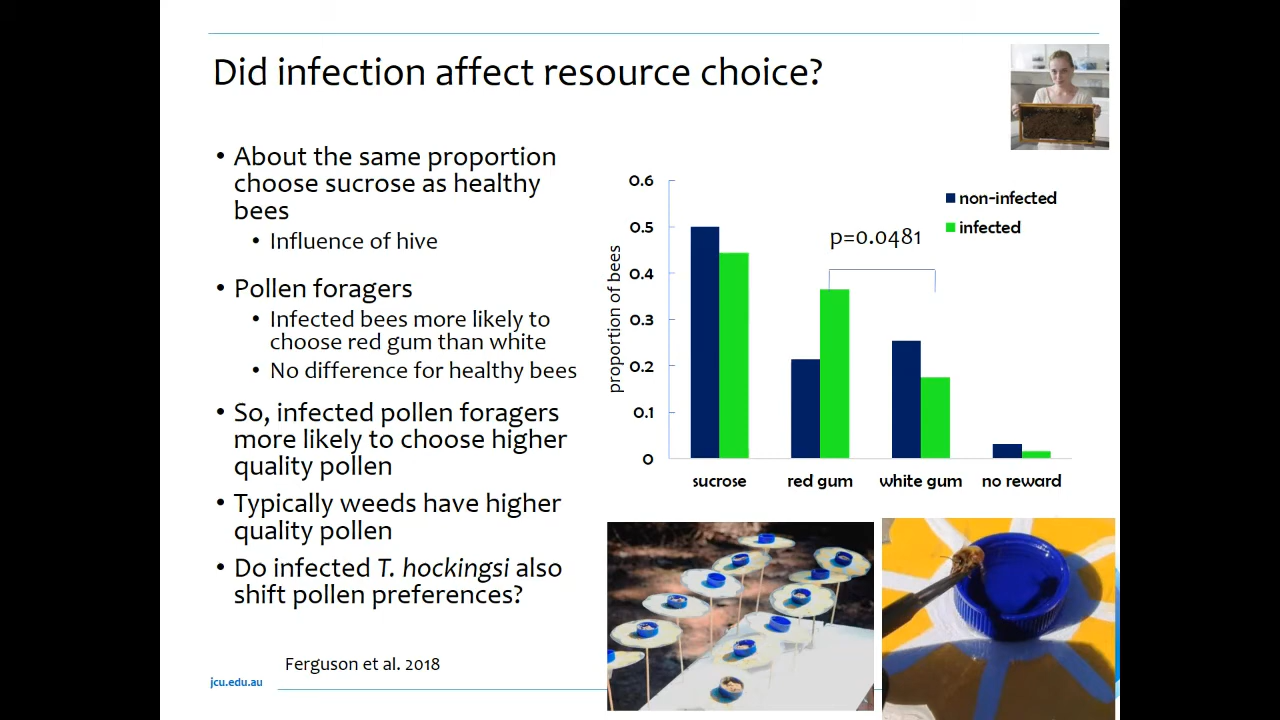 Did infection affect resource choice?
• About the same proportion
choose sucrose as healthy
bees
• Influence of hive
• Pollen foragers
• Infected bees more likely to
choose red gum than white
• No difference for healthy bees
• So, infected pollen foragers
more likely to choose higher
quality pollen
• Typically weeds have higher
quality pollen
• Do infected T. hockingsi also
shift pollen preferences?
Ferguson et al. 2018
jcu.edu.au
proportion of bees
0.6
0.5
0.4
0.3
0.2
0.1
0
non-infected
infected
p=0.0481
sucrose
red gum
white gum
no reward